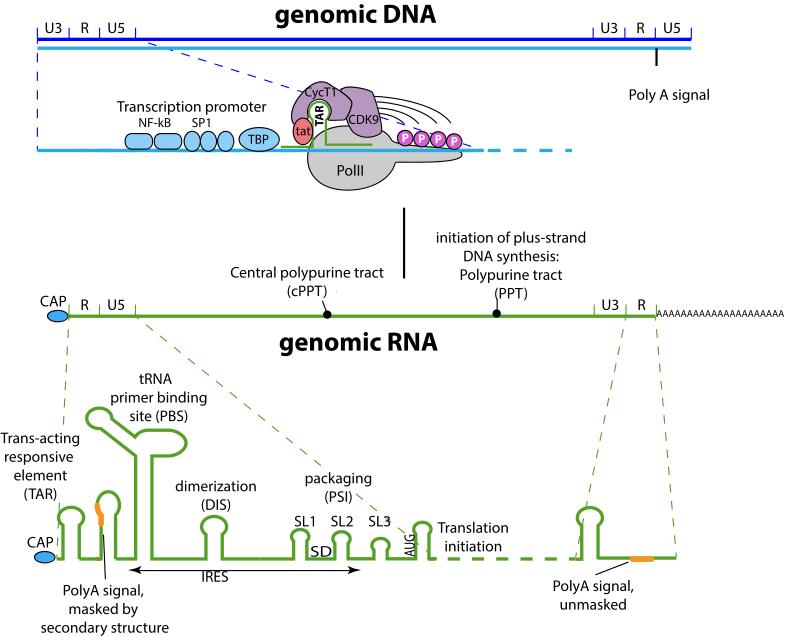 genomic DNA
U3 R U5
U3 R U5
Poly A signal
Transcription promoter
NF-kB SP1
TBP
tat
CycT1
TAR
CDK9
P P P P
PolII
initiation of plus-strand
DNA synthesis:
Polypurine tract
(PPT)
Central polypurine tract
(cPPT)
CAP
R U5
U3 R
AAAAAAAAAAAAAAAAAAAAA
genomic RNA
tRNA
primer binding
site (PBS)
Trans-acting
responsive
element
(TAR)
dimerization
(DIS)
packaging
(PSI)
SL1 SL2 SL3
SD
AUG
Translation
initiation
CAP
IRES
PolyA signal,
masked by
secondary structure
PolyA signal,
unmasked